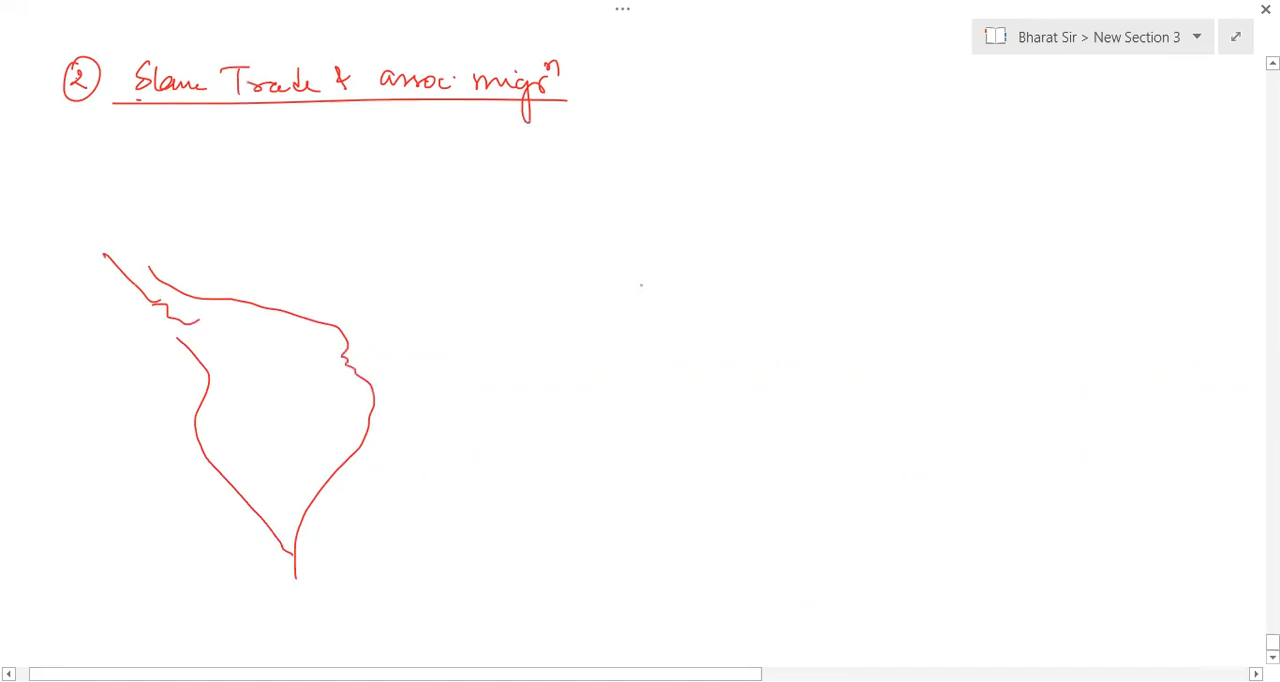 Bharat Sir > New Section 3
② Slave Trade & assoc. migrⁿ